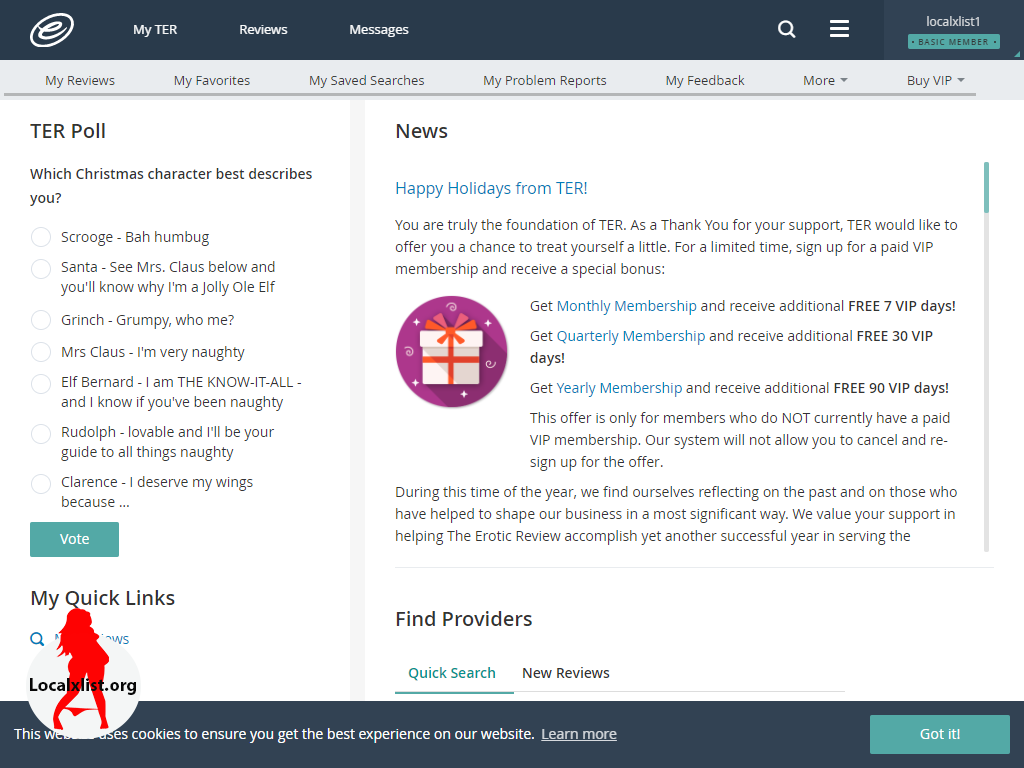 My TER
Reviews
Messages
localxlist1
• BASIC MEMBER •
My Reviews
My Favorites
My Saved Searches
My Problem Reports
My Feedback
More
Buy VIP
TER Poll
Which Christmas character best describes
you?
Scrooge - Bah humbug
Santa - See Mrs. Claus below and
you'll know why I'm a Jolly Ole Elf
Grinch - Grumpy, who me?
Mrs Claus - I'm very naughty
Elf Bernard - I am THE KNOW-IT-ALL -
and I know if you've been naughty
Rudolph - lovable and I'll be your
guide to all things naughty
Clarence - I deserve my wings
because ...
Vote
My Quick Links
Localxlist.org
News
Happy Holidays from TER!
You are truly the foundation of TER. As a Thank You for your support, TER would like to
offer you a chance to treat yourself a little. For a limited time, sign up for a paid VIP
membership and receive a special bonus:
Get Monthly Membership and receive additional FREE 7 VIP days!
Get Quarterly Membership and receive additional FREE 30 VIP
days!
Get Yearly Membership and receive additional FREE 90 VIP days!
This offer is only for members who do NOT currently have a paid
VIP membership. Our system will not allow you to cancel and re-
sign up for the offer.
During this time of the year, we find ourselves reflecting on the past and on those who
have helped to shape our business in a most significant way. We value your support in
helping The Erotic Review accomplish yet another successful year in serving the
Find Providers
Quick Search
New Reviews
This website uses cookies to ensure you get the best experience on our website. Learn more
Got it!